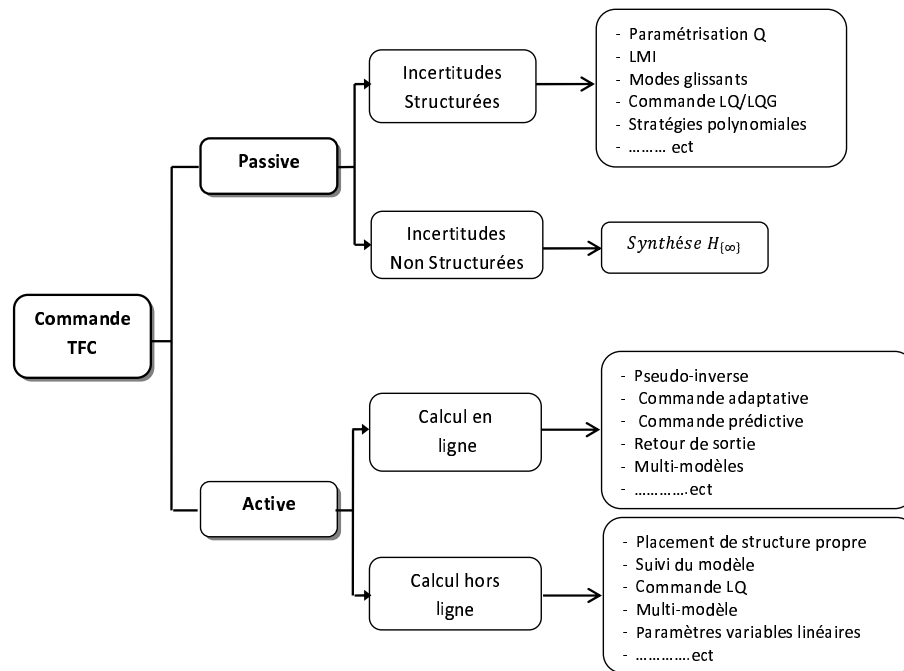 Commande
TFC
Passive
Incertitudes
Structurées
- Paramétrisation Q
- LMI
- Modes glissants
- Commande LQ/LQG
- Stratégies polynomiales
- ……… ect
Incertitudes
Non Structurées
Synthése H{∞}
Active
Calcul en
ligne
- Pseudo-inverse
- Commande adaptative
- Commande prédictive
- Retour de sortie
- Multi-modèles
- ………….ect
Calcul hors
ligne
- Placement de structure propre
- Suivi du modèle
- Commande LQ
- Multi-modèle
- Paramètres variables linéaires
- ………….ect